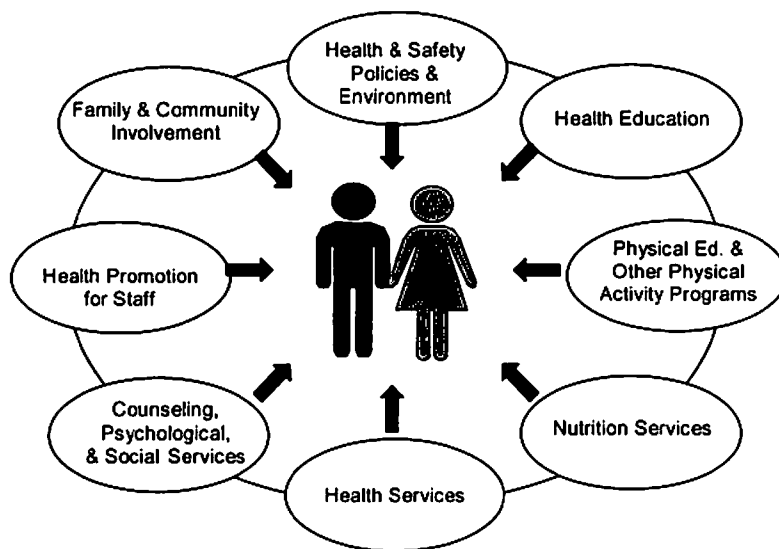 Health & Safety
Policies &
Environment
Family & Community
Involvement
Health Education
Health Promotion
for Staff
Physical Ed. &
Other Physical
Activity Programs
Counseling,
Psychological,
& Social Services
Nutrition Services
Health Services